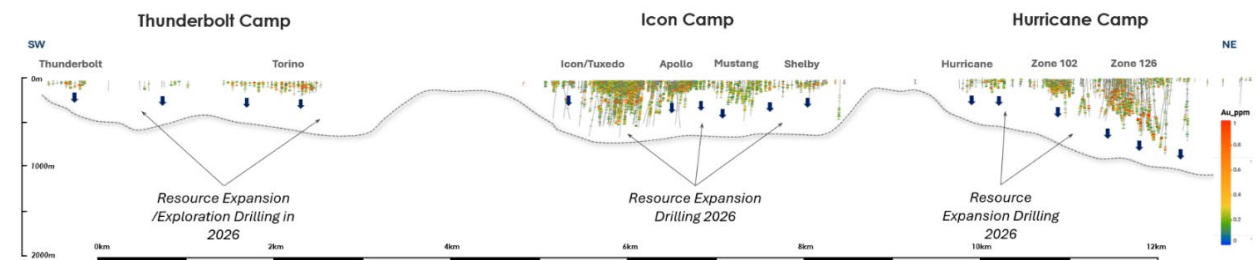 Thunderbolt Camp
Icon Camp
Hurricane Camp
SW
NE
Thunderbolt
Torino
Icon/Tuxedo
Apollo
Mustang
Shelby
Hurricane
Zone 102
Zone 126
0m
1000m
2000m
Au_ppm
1
0.8
0.6
0.4
0.2
0
Resource Expansion
/Exploration Drilling in
2026
Resource Expansion
Drilling 2026
Resource
Expansion Drilling
2026
0km
2km
4km
6km
8km
10km
12km